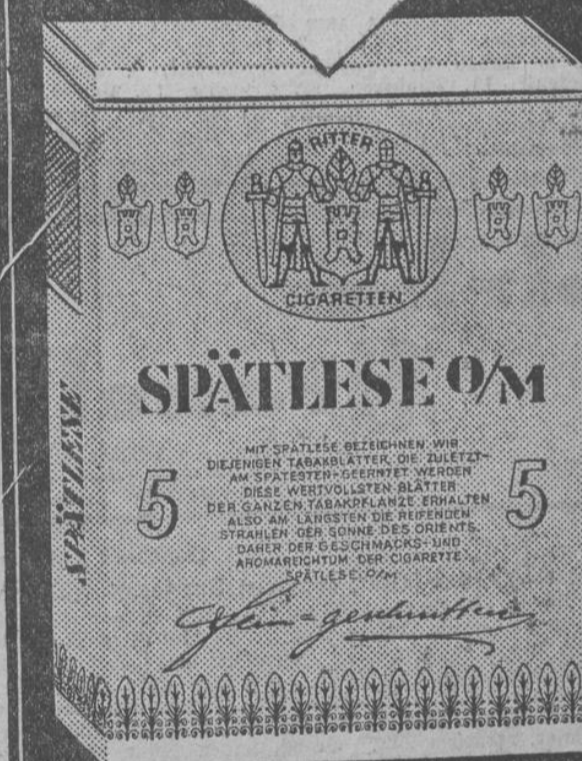 RITTER
CIGARETTEN
SPÄTLESE O/M
5
MIT SPÄTLESE BEZEICHNEN WIR
DIEJENIGEN TABAKBLÄTTER, DIE ZULETZT-
AM SPÄTESTEN-GEERNTET WERDEN
DIESE WERTVOLLSTEN BLÄTTER
DER GANZEN TABAKPFLANZE ERHALTEN
ALSO AM LÄNGSTEN DIE REIFENDEN
STRAHLEN DER SONNE DES ORIENTS.
DAHER DER GESCHMACKS- UND
AROMAREICHTUM DER CIGARETTE
SPÄTLESE O/M
5
Fein-geschnitten
SPÄTLESE